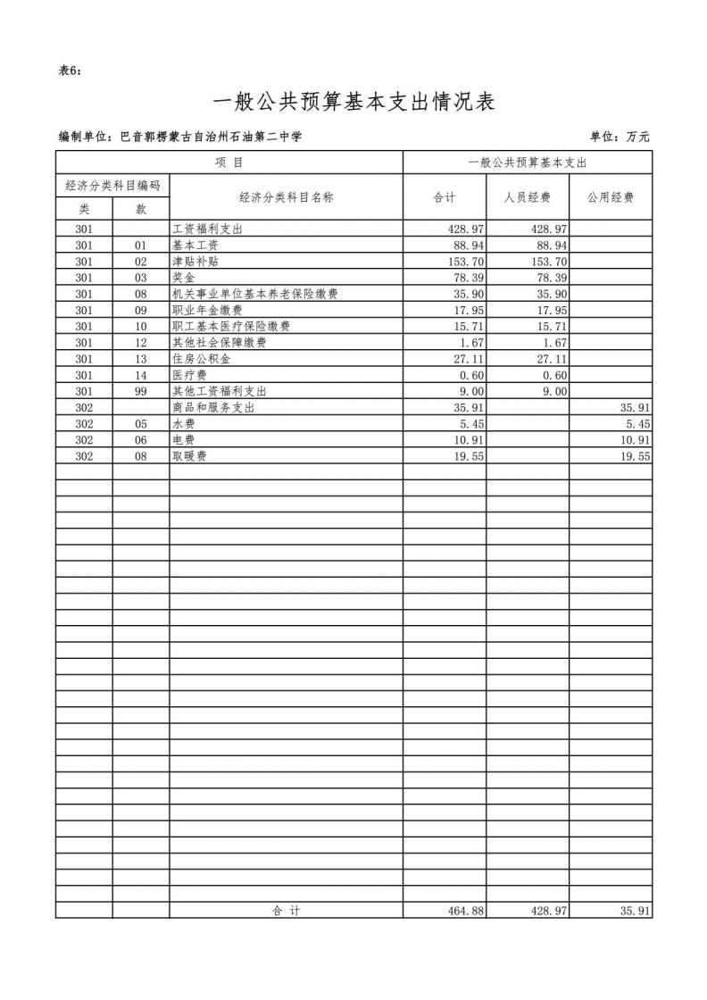 表6：
一般公共预算基本支出情况表
编制单位：巴音郭楞蒙古自治州石油第二中学 单位：万元
项 目 一般公共预算基本支出
经济分类科目编码 经济分类科目名称 合计 人员经费 公用经费
类 款
301 工资福利支出 428.97 428.97
301 01 基本工资 88.94 88.94
301 02 津贴补贴 153.70 153.70
301 03 奖金 78.39 78.39
301 08 机关事业单位基本养老保险缴费 35.90 35.90
301 09 职业年金缴费 17.95 17.95
301 10 职工基本医疗保险缴费 15.71 15.71
301 12 其他社会保障缴费 1.67 1.67
301 13 住房公积金 27.11 27.11
301 14 医疗费 0.60 0.60
301 99 其他工资福利支出 9.00 9.00
302 商品和服务支出 35.91 35.91
302 05 水费 5.45 5.45
302 06 电费 10.91 10.91
302 08 取暖费 19.55 19.55
合 计 464.88 428.97 35.91